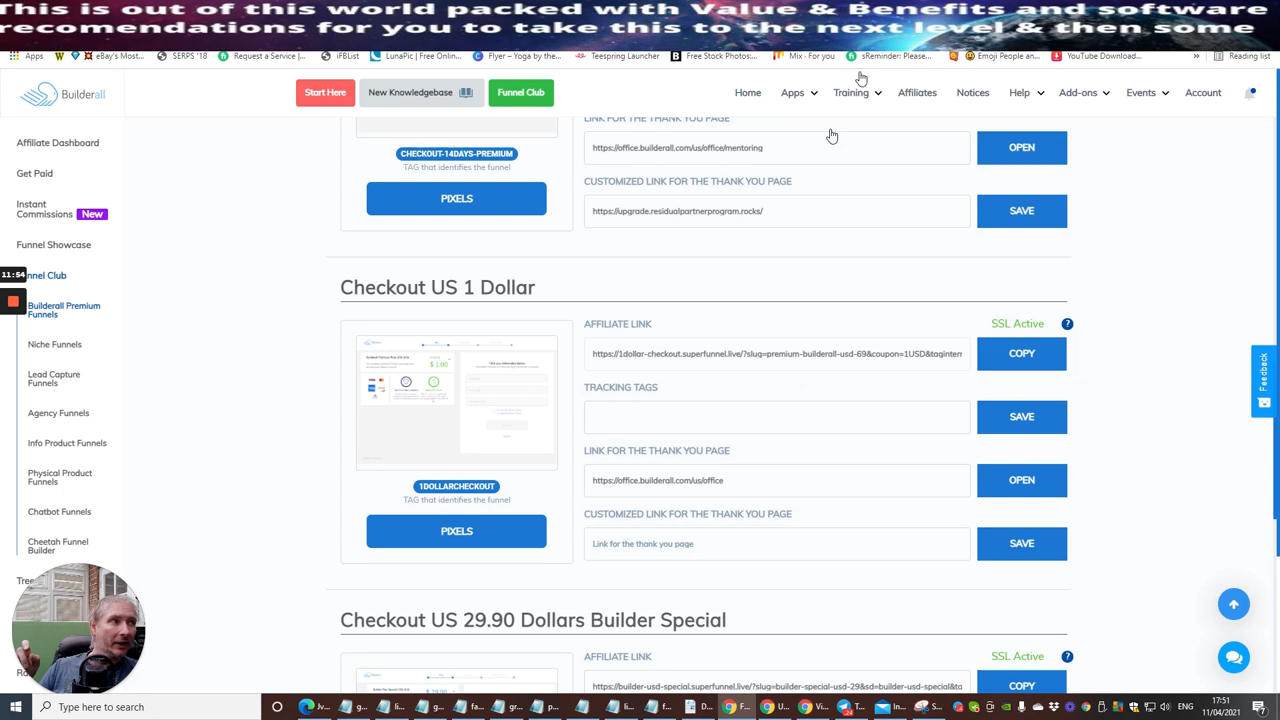 This is out of this world packed with Value & Benefits and software
recommendations for you to take this to the next level & then some
Apps
eBay's Most...
SERPS '18
Request a Service |...
iFBList
LunaPic | Free Onlin...
Flyer – Yoga by the...
Teespring Launcher
Free Stock Photos:...
Mix · For you
sReminder: Please...
Emoji People an...
YouTube Download...
»
Reading list
Builderall
Start Here
New Knowledgebase
Funnel Club
Home
Apps
Training
Affiliates
Notices
Help
Add-ons
Events
Account
Affiliate Dashboard
Get Paid
Instant
Commissions New
Funnel Showcase
11:54
nnel Club
Builderall Premium
Funnels
Niche Funnels
Lead Capture
Funnels
Agency Funnels
Info Product Funnels
Physical Product
Funnels
Chatbot Funnels
Cheetah Funnel
Builder
LINK FOR THE THANK YOU PAGE
https://office.builderall.com/us/office/mentoring
OPEN
CHECKOUT-14DAYS-PREMIUM
TAG that identifies the funnel
PIXELS
CUSTOMIZED LINK FOR THE THANK YOU PAGE
https://upgrade.residualpartnerprogram.rocks/
SAVE
Checkout US 1 Dollar
AFFILIATE LINK
SSL Active
?
https://1dollar-checkout.superfunnel.live/?slug=premium-builderall-usd-69&coupon=1USD&taginterr
COPY
TRACKING TAGS
SAVE
LINK FOR THE THANK YOU PAGE
https://office.builderall.com/us/office
OPEN
$ 1.00
1DOLLARCHECKOUT
TAG that identifies the funnel
PIXELS
CUSTOMIZED LINK FOR THE THANK YOU PAGE
Link for the thank you page
SAVE
Checkout US 29.90 Dollars Builder Special
AFFILIATE LINK
SSL Active
?
https://builder-usd-special.superfunnel.live/?slug=builder-special-usd-29&sd=builder-usd-special&ta
COPY
$ 29.90
Feedback
Type here to search
24
17:51
11/04/2021